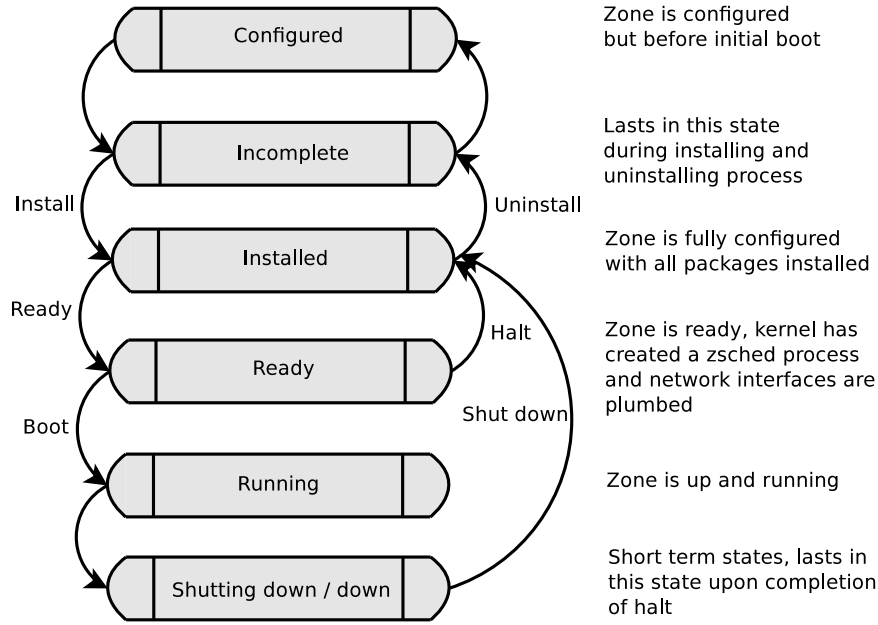 Configured
Zone is configured
but before initial boot
Incomplete
Lasts in this state
during installing and
uninstalling process
Install
Uninstall
Installed
Zone is fully configured
with all packages installed
Ready
Halt
Ready
Zone is ready, kernel has
created a zsched process
and network interfaces are
plumbed
Boot
Shut down
Running
Zone is up and running
Shutting down / down
Short term states, lasts in
this state upon completion
of halt